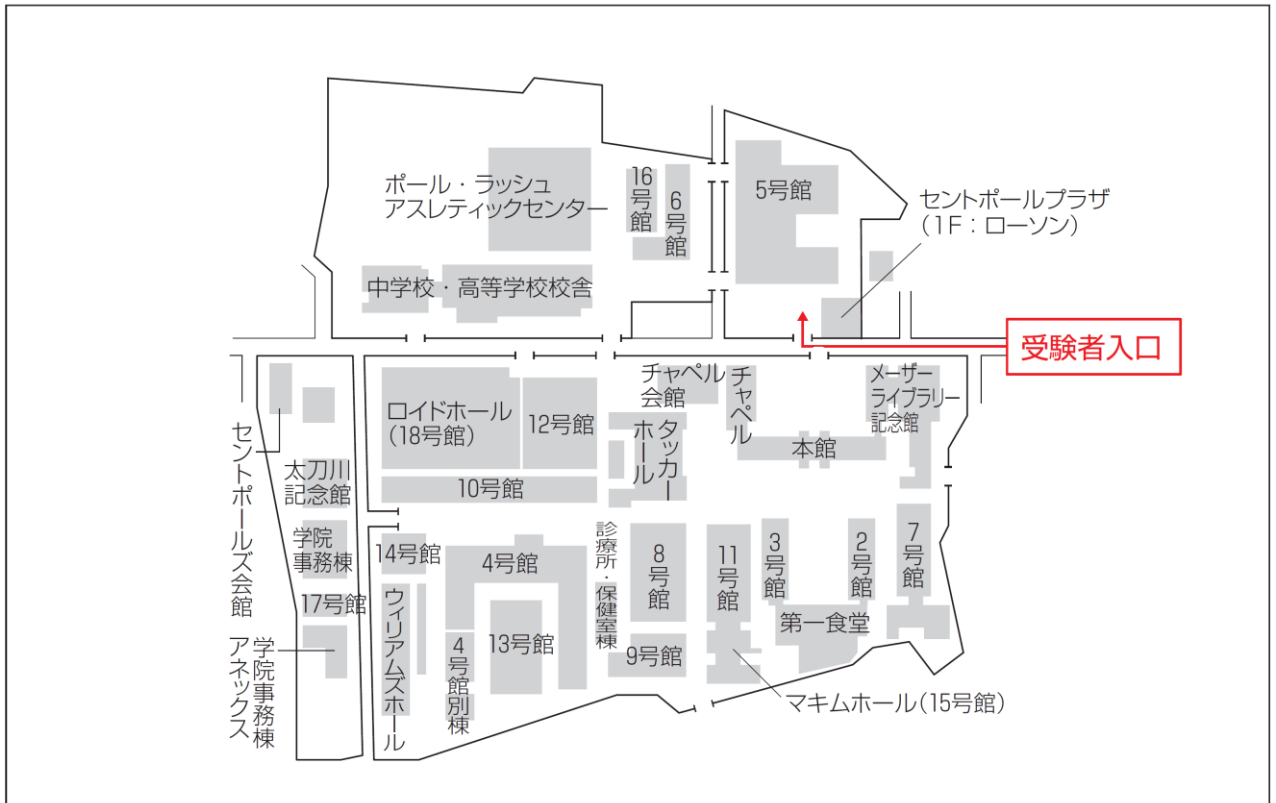 ポール・ラッシュ
アスレティックセンター
16号館
6号館
5号館
セントポールプラザ
(1F：ローソン)
中学校・高等学校校舎
受験者入口
セントポールズ会館
太刀川
記念館
学院
事務棟
17号館
学院事務棟
アネックス
ロイドホール
(18号館)
12号館
10号館
チャペル
会館
チャペル
タッカー
ホール
メーザー
ライブラリー
記念館
本館
14号館
4号館
ウィリアムズホール
4号館別棟
13号館
診療所・保健室棟
8号館
9号館
11号館
3号館
2号館
7号館
第一食堂
マキムホール(15号館)